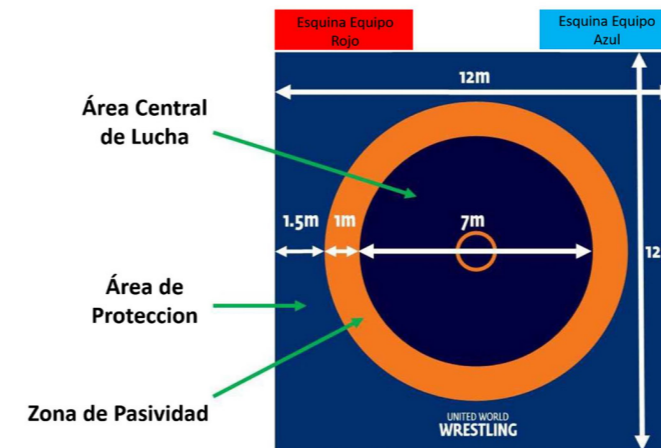 Esquina Equipo
Rojo
Esquina Equipo
Azul
12m
Área Central
de Lucha
1.5m
1m
7m
12
Área de
Proteccion
Zona de Pasividad
UNITED WORLD
WRESTLING